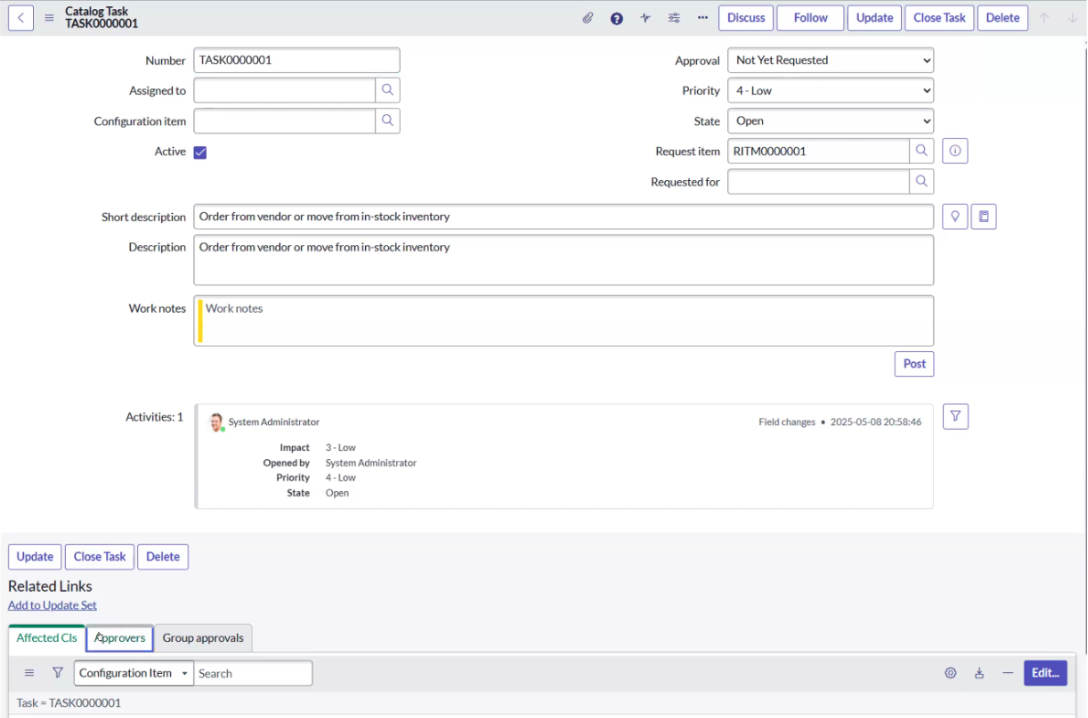 Catalog Task
TASK0000001
Discuss Follow Update Close Task Delete
Number TASK0000001
Approval Not Yet Requested
Assigned to
Priority 4 - Low
Configuration item
State Open
Active
Request item RITM0000001
Requested for
Short description Order from vendor or move from in-stock inventory
Description Order from vendor or move from in-stock inventory
Work notes Work notes
Post
Activities: 1
System Administrator Field changes • 2025-05-08 20:58:46
Impact 3 - Low
Opened by System Administrator
Priority 4 - Low
State Open
Update Close Task Delete
Related Links
Add to Update Set
Affected CIs Approvers Group approvals
Configuration Item Search Edit...
Task = TASK0000001